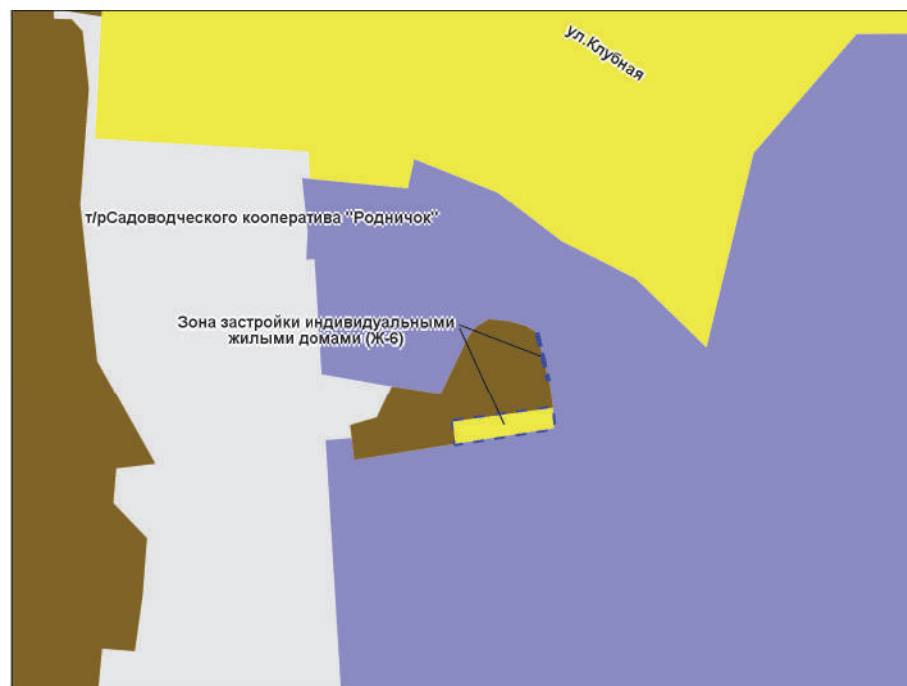 ул.Клубная
т/рСадоводческого кооператива "Родничок"
Зона застройки индивидуальными
жилыми домами (Ж-6)